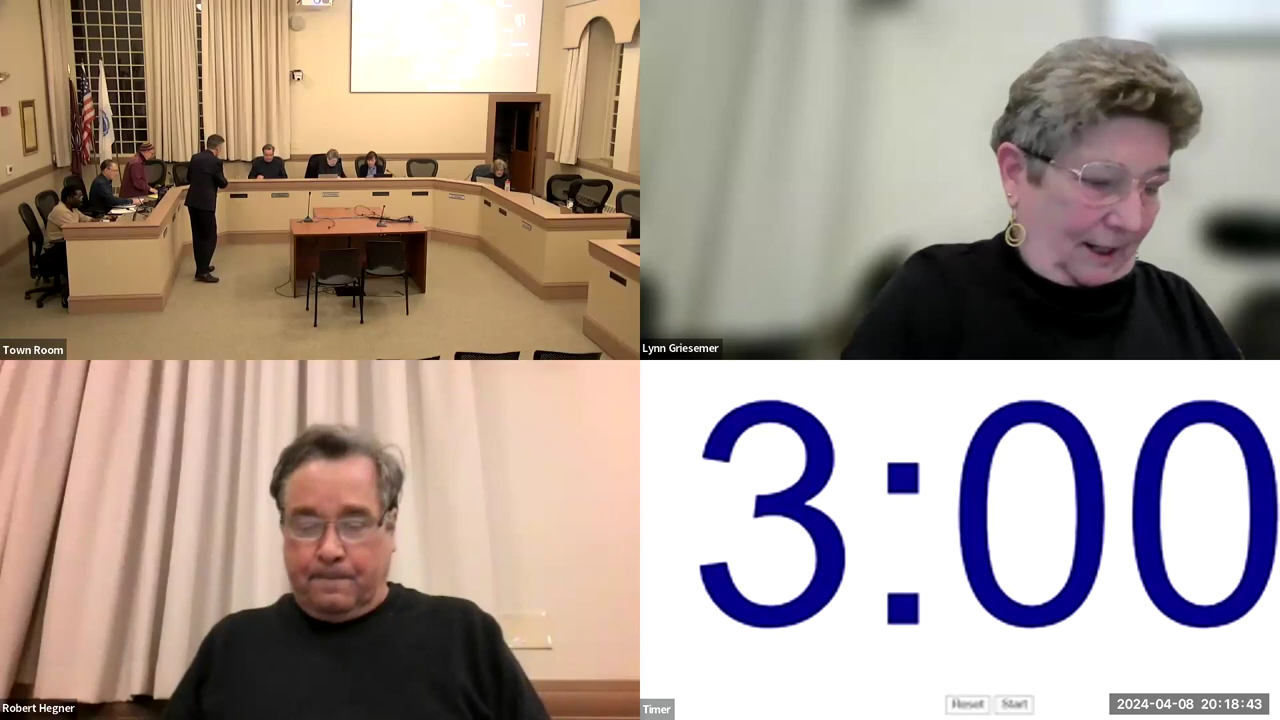 Town Room
Lynn Griesemer
Robert Hegner
3:00
Timer
Reset Start
2024-04-08 20:18:43